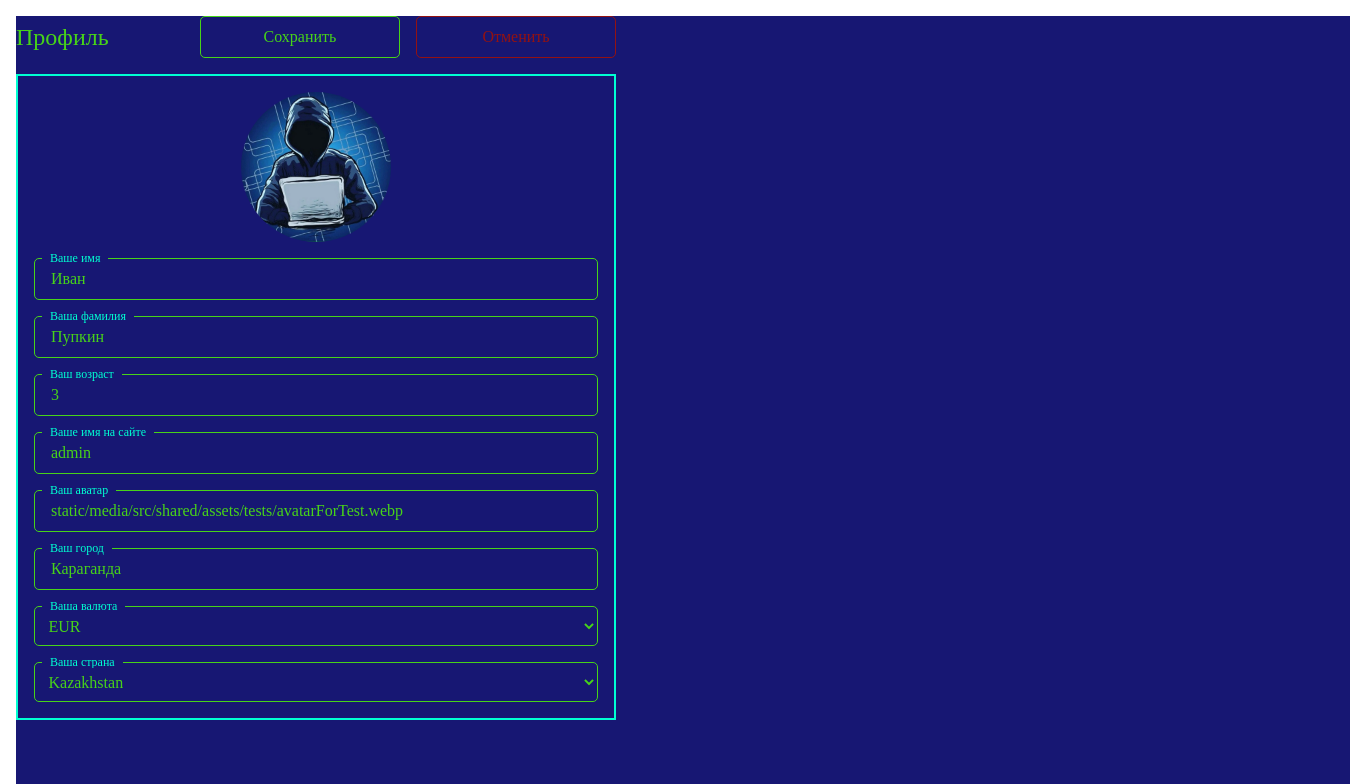 Профиль
Сохранить
Отменить
Ваше имя
Иван
Ваша фамилия
Пупкин
Ваш возраст
3
Ваше имя на сайте
admin
Ваш аватар
static/media/src/shared/assets/tests/avatarForTest.webp
Ваш город
Караганда
Ваша валюта
EUR
Ваша страна
Kazakhstan